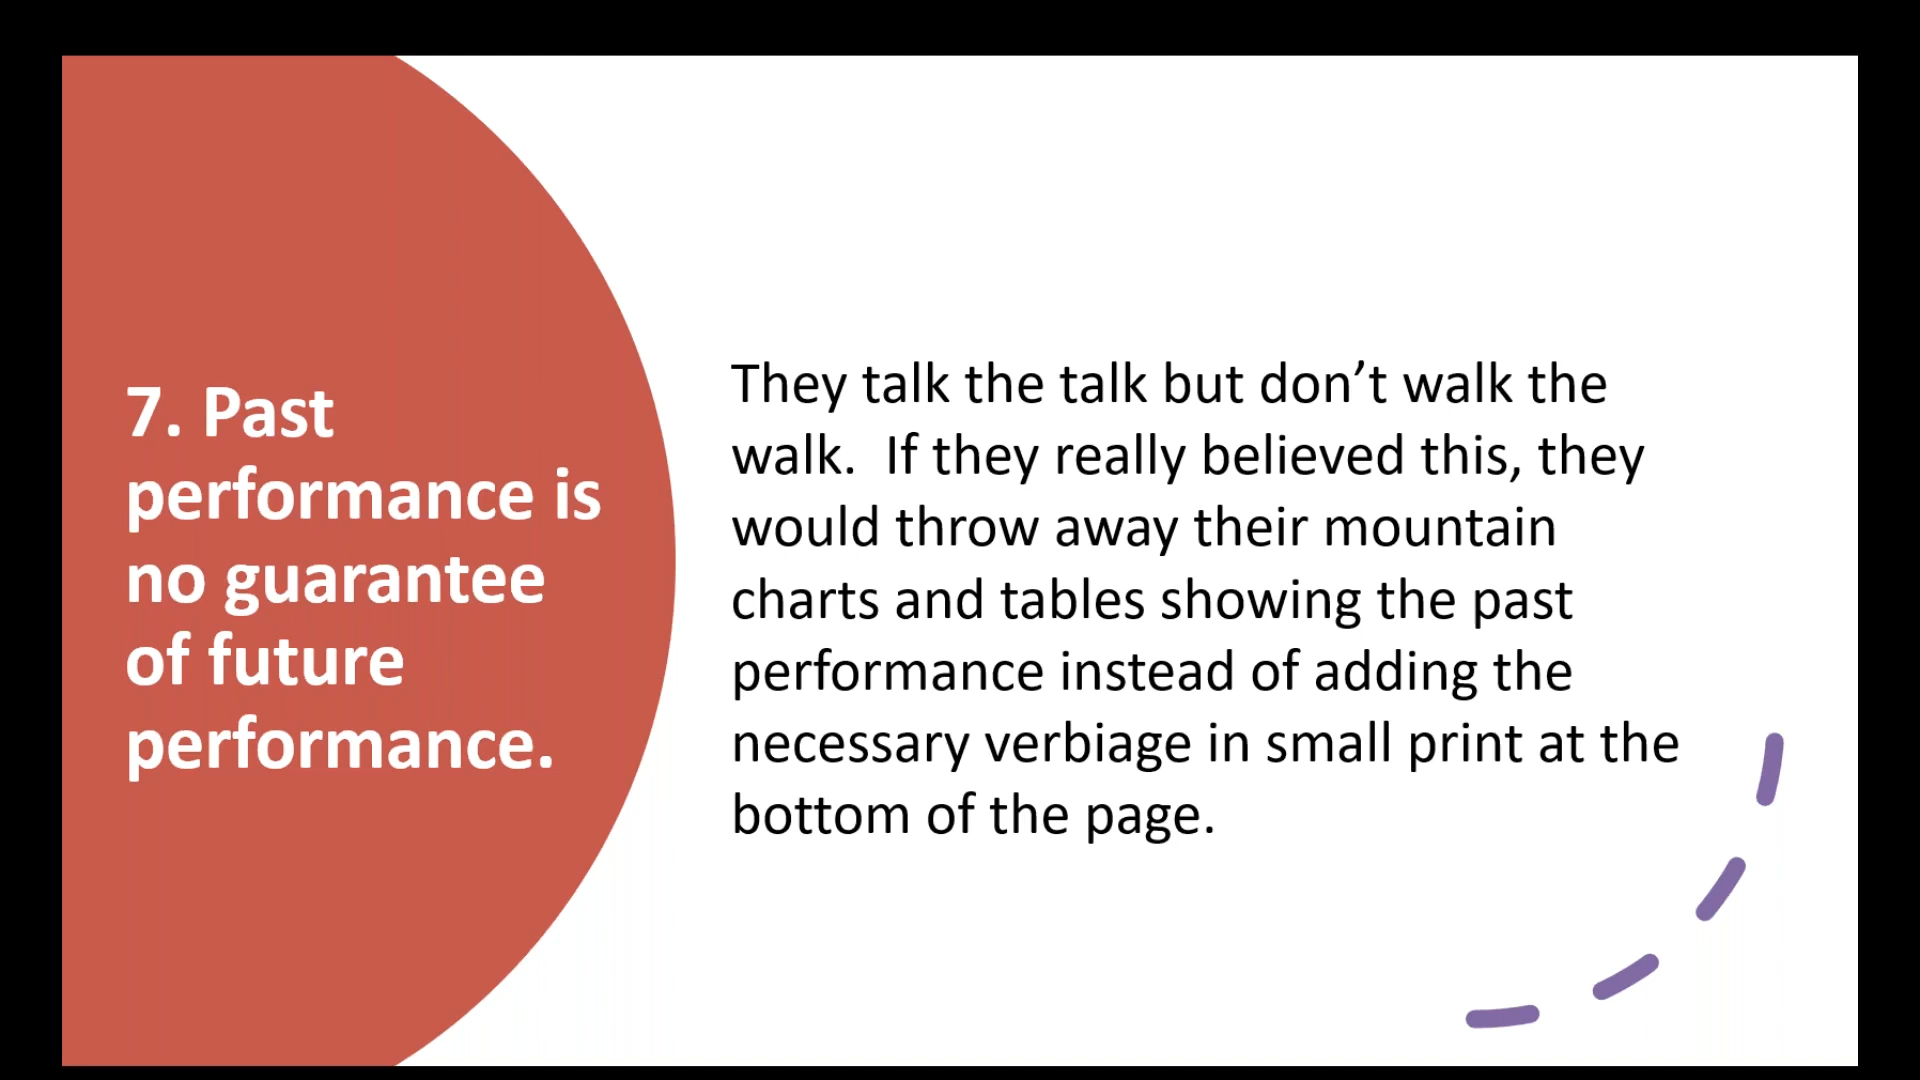 7. Past
performance is
no guarantee
of future
performance.
They talk the talk but don’t walk the
walk.  If they really believed this, they
would throw away their mountain
charts and tables showing the past
performance instead of adding the
necessary verbiage in small print at the
bottom of the page.